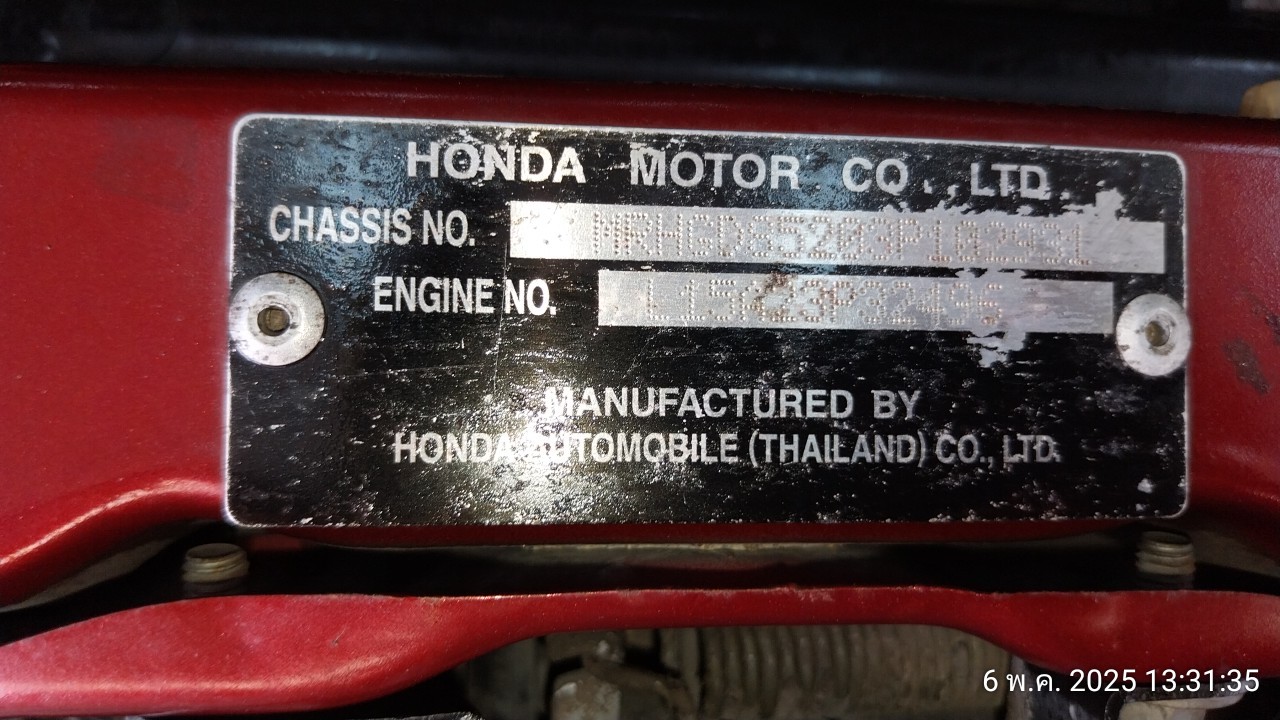 HONDA MOTOR CO., LTD.
CHASSIS NO. MRHGD85203P102931
ENGINE NO.
MANUFACTURED BY
HONDA AUTOMOBILE (THAILAND) CO., LTD.
6 พ.ค. 2025 13:31:35